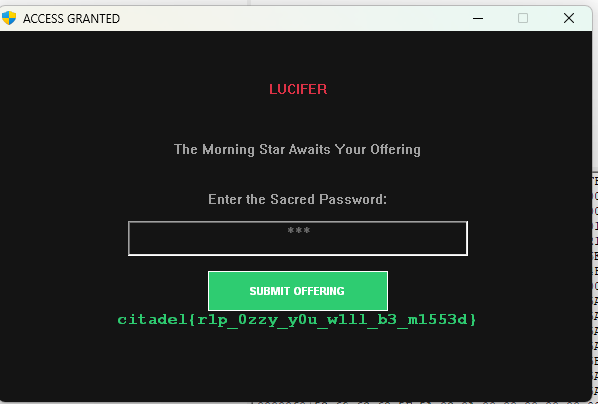 ACCESS GRANTED
LUCIFER
The Morning Star Awaits Your Offering
Enter the Sacred Password:
***
SUBMIT OFFERING
citadel{r1p_0zzy_y0u_w1ll_b3_m1553d}